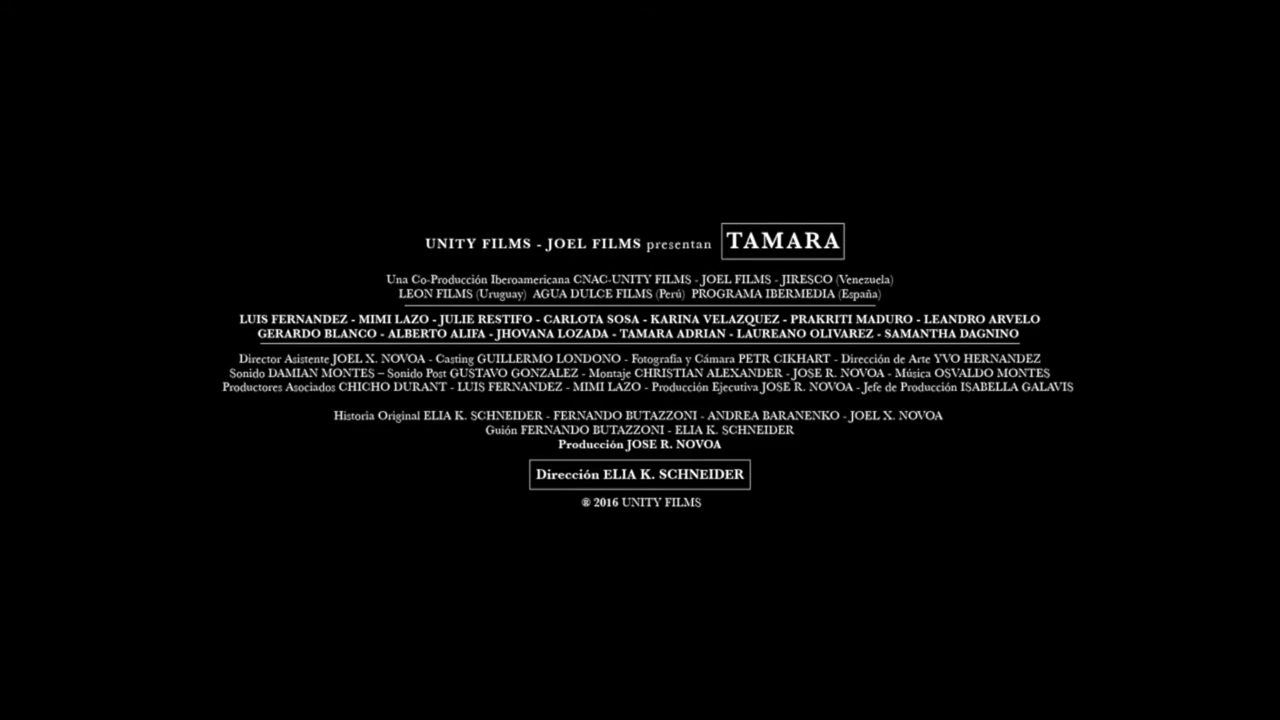 UNITY FILMS - JOEL FILMS presentan TAMARA
Una Co-Producción Iberoamericana CNAC-UNITY FILMS - JOEL FILMS - JIRESCO (Venezuela)
LEON FILMS (Uruguay) AGUA DULCE FILMS (Perú) PROGRAMA IBERMEDIA (España)
LUIS FERNANDEZ - MIMI LAZO - JULIE RESTIFO - CARLOTA SOSA - KARINA VELAZQUEZ - PRAKRITI MADURO - LEANDRO ARVELO
GERARDO BLANCO - ALBERTO ALIFA - JHOVANA LOZADA - TAMARA ADRIAN - LAUREANO OLIVAREZ - SAMANTHA DAGNINO
Director Asistente JOEL X. NOVOA - Casting GUILLERMO LONDONO - Fotografía y Cámara PETR CIKHART - Dirección de Arte YVO HERNANDEZ
Sonido DAMIAN MONTES – Sonido Post GUSTAVO GONZALEZ - Montaje CHRISTIAN ALEXANDER - JOSE R. NOVOA - Música OSVALDO MONTES
Productores Asociados CHICHO DURANT - LUIS FERNANDEZ - MIMI LAZO - Producción Ejecutiva JOSE R. NOVOA - Jefe de Producción ISABELLA GALAVIS
Historia Original ELIA K. SCHNEIDER - FERNANDO BUTAZZONI - ANDREA BARANENKO - JOEL X. NOVOA
Guión FERNANDO BUTAZZONI - ELIA K. SCHNEIDER
Producción JOSE R. NOVOA
Dirección ELIA K. SCHNEIDER
® 2016 UNITY FILMS